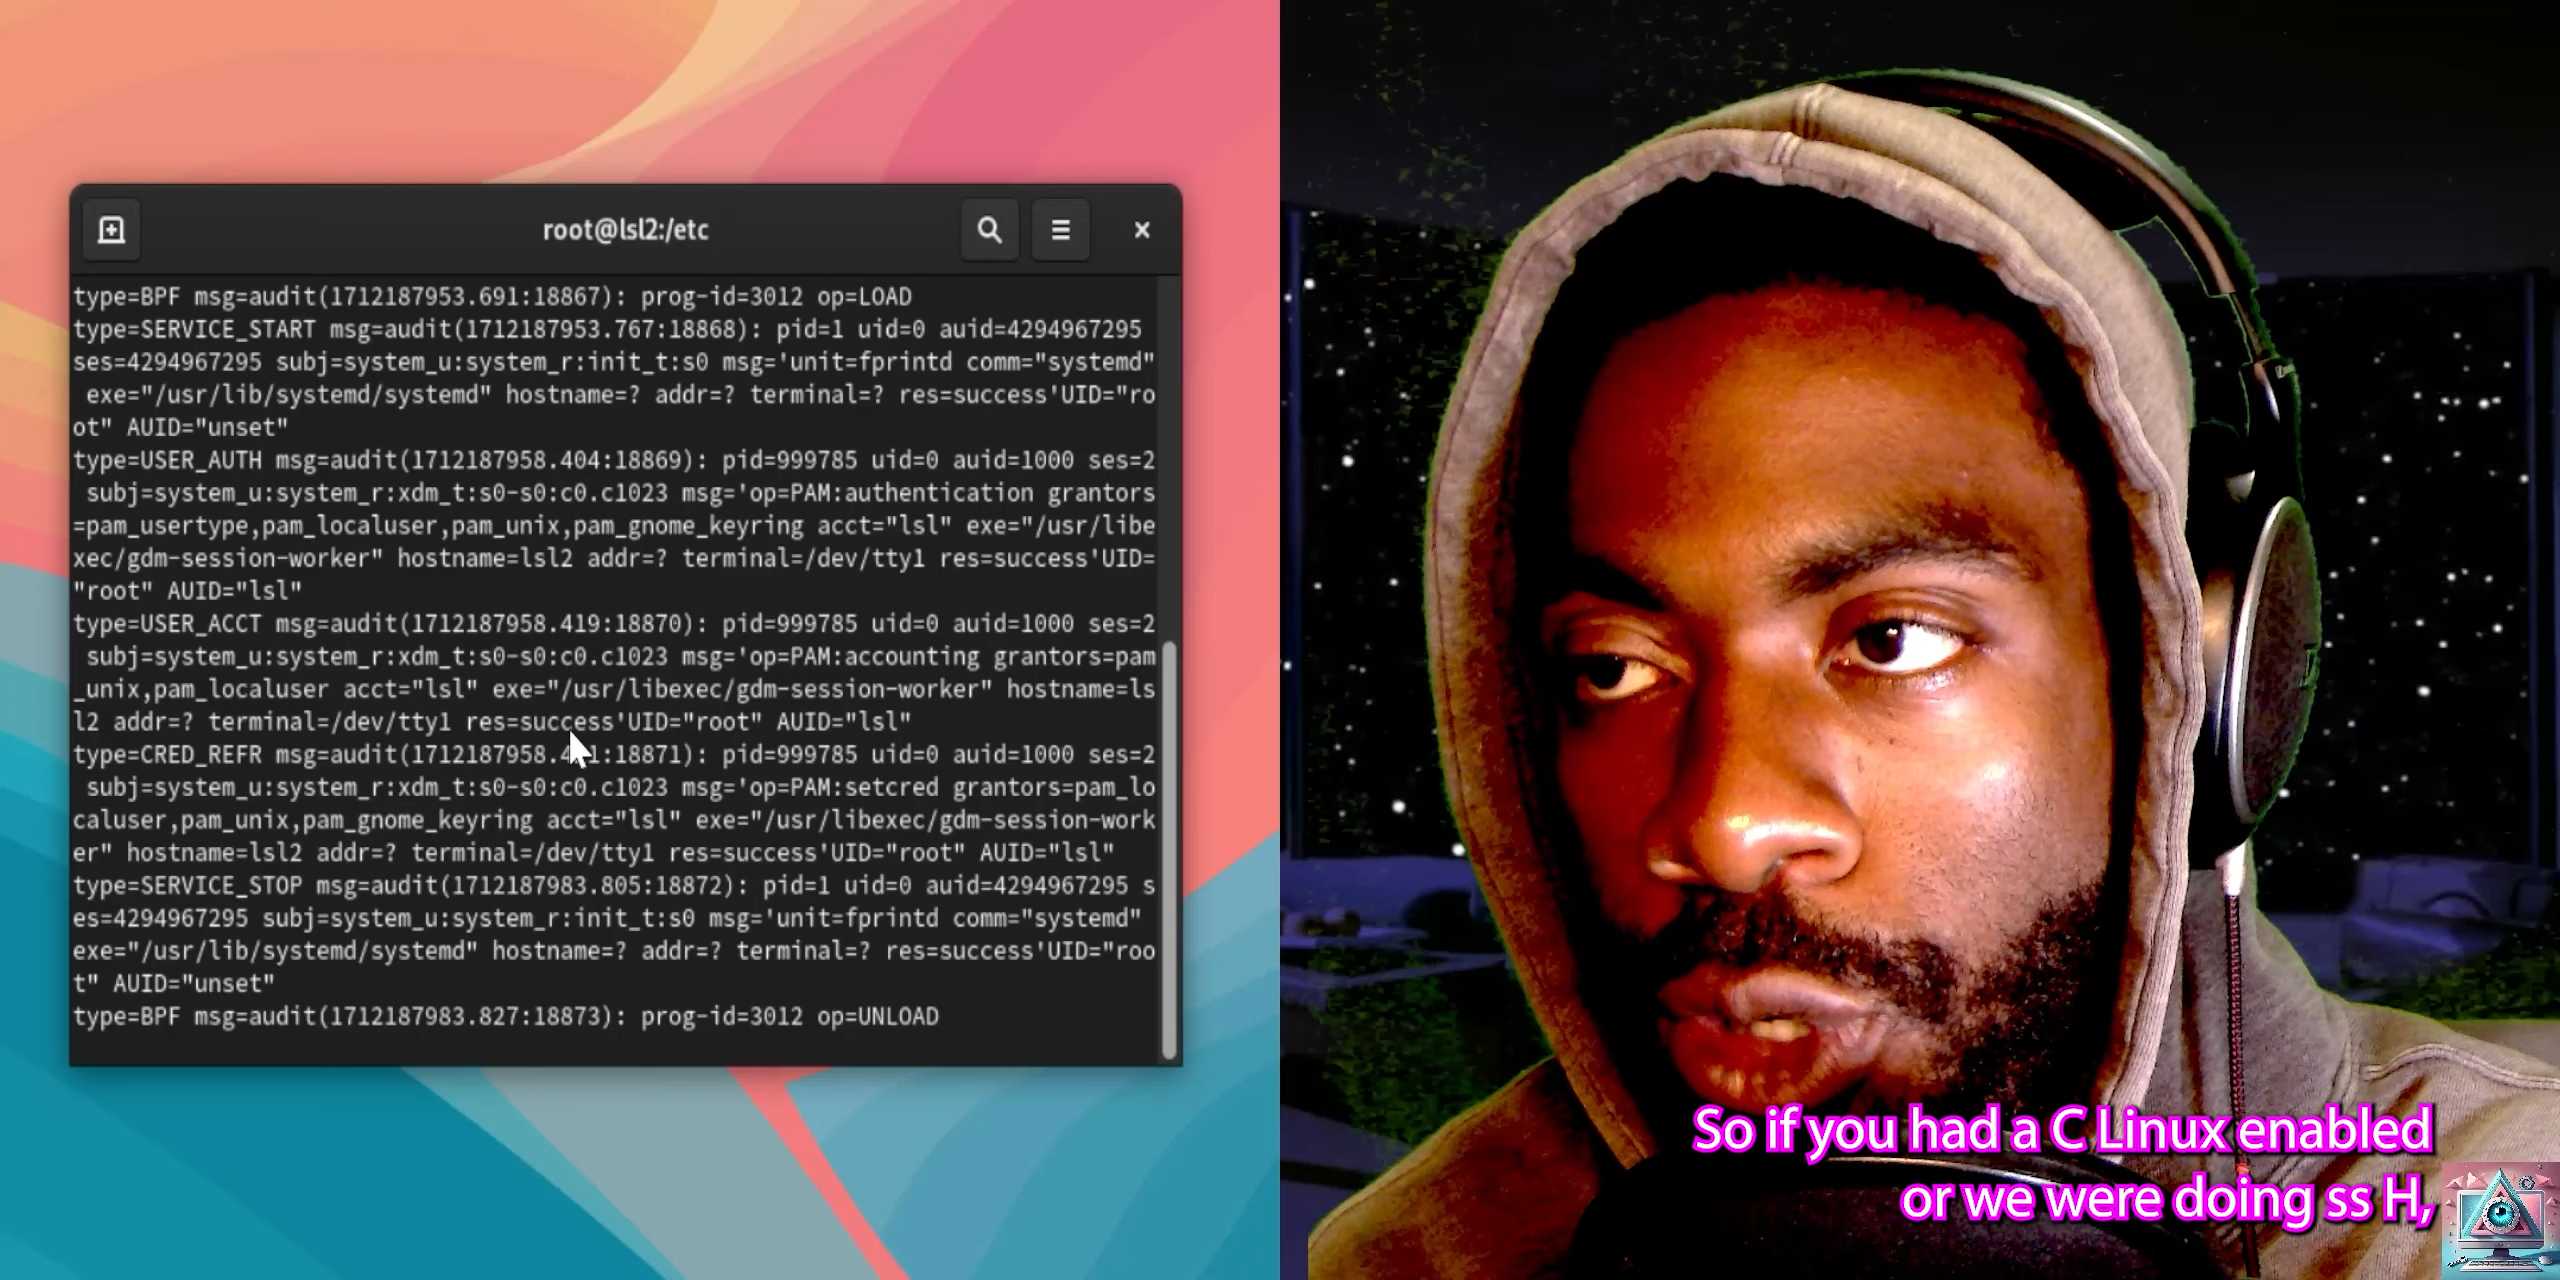 root@lsl2:/etc
type=BPF msg=audit(1712187953.691:18867): prog-id=3012 op=LOAD
type=SERVICE_START msg=audit(1712187953.767:18868): pid=1 uid=0 auid=4294967295
ses=4294967295 subj=system_u:system_r:init_t:s0 msg='unit=fprintd comm="systemd"
exe="/usr/lib/systemd/systemd" hostname=? addr=? terminal=? res=success'UID="ro
ot" AUID="unset"
type=USER_AUTH msg=audit(1712187958.404:18869): pid=999785 uid=0 auid=1000 ses=2
subj=system_u:system_r:xdm_t:s0-s0:c0.c1023 msg='op=PAM:authentication grantors
=pam_usertype,pam_localuser,pam_unix,pam_gnome_keyring acct="lsl" exe="/usr/libe
xec/gdm-session-worker" hostname=lsl2 addr=? terminal=/dev/tty1 res=success'UID=
"root" AUID="lsl"
type=USER_ACCT msg=audit(1712187958.419:18870): pid=999785 uid=0 auid=1000 ses=2
subj=system_u:system_r:xdm_t:s0-s0:c0.c1023 msg='op=PAM:accounting grantors=pam
_unix,pam_localuser acct="lsl" exe="/usr/libexec/gdm-session-worker" hostname=ls
l2 addr=? terminal=/dev/tty1 res=success'UID="root" AUID="lsl"
type=CRED_REFR pid=999785 uid=0 auid=1000 ses=2
subj=system_u:system_r:xdm_t:s0-s0:c0.c1023 msg='op=PAM:setcred grantors=pam_lo
caluser,pam_unix,pam_gnome_keyring acct="lsl" exe="/usr/libexec/gdm-session-work
er" hostname=lsl2 addr=? terminal=/dev/tty1 res=success'UID="root" AUID="lsl"
type=SERVICE_STOP msg=audit(1712187983.805:18872): pid=1 uid=0 auid=4294967295 s
es=4294967295 subj=system_u:system_r:init_t:s0 msg='unit=fprintd comm="systemd"
exe="/usr/lib/systemd/systemd" hostname=? addr=? terminal=? res=success'UID="roo
t" AUID="unset"
type=BPF msg=audit(1712187983.827:18873): prog-id=3012 op=UNLOAD
So if you had a C Linux enabled
or we were doing ss H,